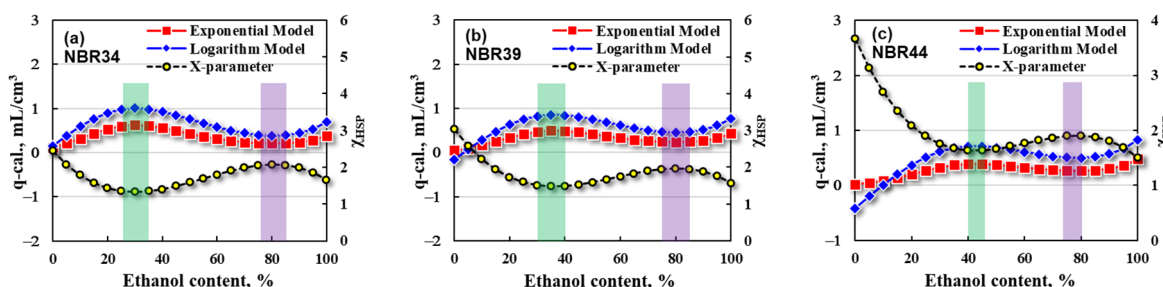 (a)
NBR34
Exponential Model
Logarithm Model
X-parameter
q-cal., mL/cm³
3
2
1
0
−1
−2
6
5
4
3
2
1
0
χHSP
0 20 40 60 80 100
Ethanol content, %
(b)
NBR39
Exponential Model
Logarithm Model
X-parameter
q-cal., mL/cm³
3
2
1
0
−1
−2
6
5
4
3
2
1
0
χHSP
0 20 40 60 80 100
Ethanol content, %
(c)
NBR44
Exponential Model
Logarithm Model
X-parameter
q-cal., mL/cm³
3
2
1
0
−1
4
3
2
1
0
χHSP
0 20 40 60 80 100
Ethanol content, %